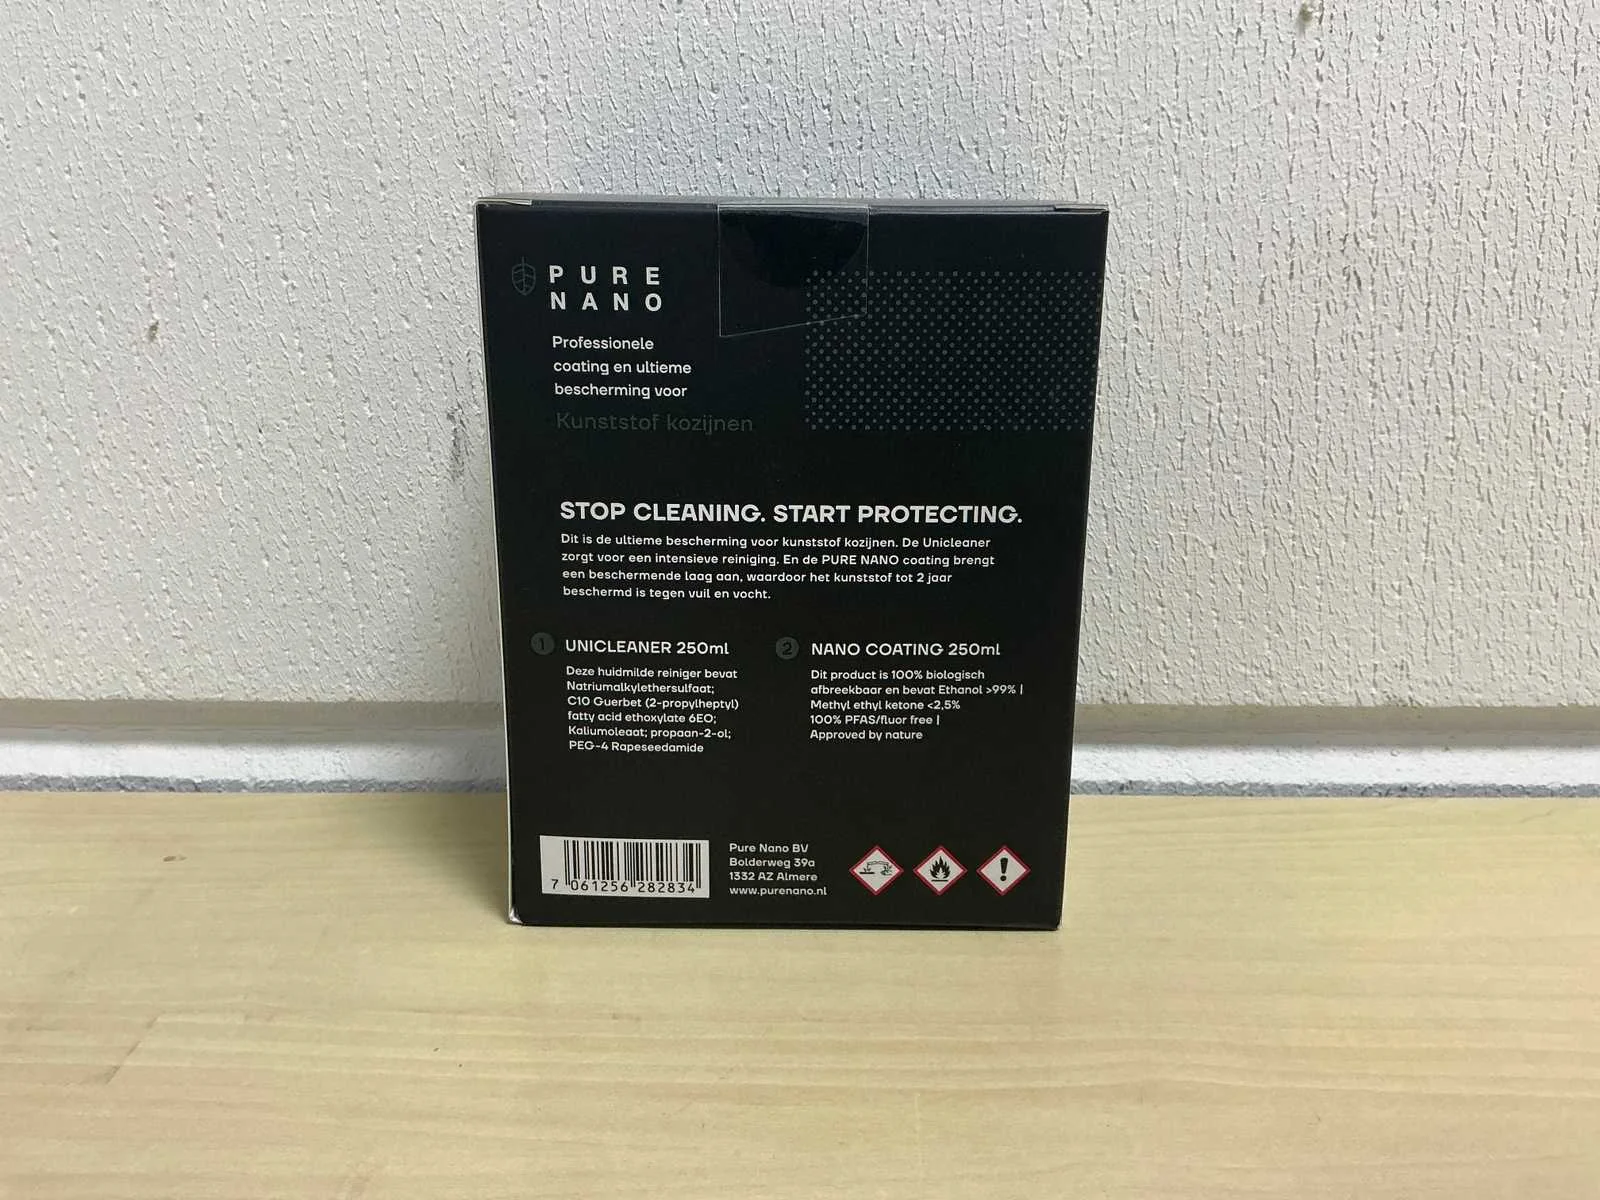 PURE
NANO
Professionele
coating en ultieme
bescherming voor
Kunststof kozijnen
STOP CLEANING. START PROTECTING.
Dit is de ultieme bescherming voor kunststof kozijnen. De Unicleaner
zorgt voor een intensieve reiniging. En de PURE NANO coating brengt
een beschermende laag aan, waardoor het kunststof tot 2 jaar
beschermd is tegen vuil en vocht.
1 UNICLEANER 250ml
Deze huidmilde reiniger bevat
Natriumalkylethersulfaat;
C10 Guerbet (2-propylheptyl)
fatty acid ethoxylate 6EO;
Kaliumoleaat; propaan-2-ol;
PEG-4 Rapeseedamide
2 NANO COATING 250ml
Dit product is 100% biologisch
afbreekbaar en bevat Ethanol >99% |
Methyl ethyl ketone <2,5%
100% PFAS/fluor free |
Approved by nature
7 061256 282834
Pure Nano BV
Bolderweg 39a
1332 AZ Almere
www.purenano.nl